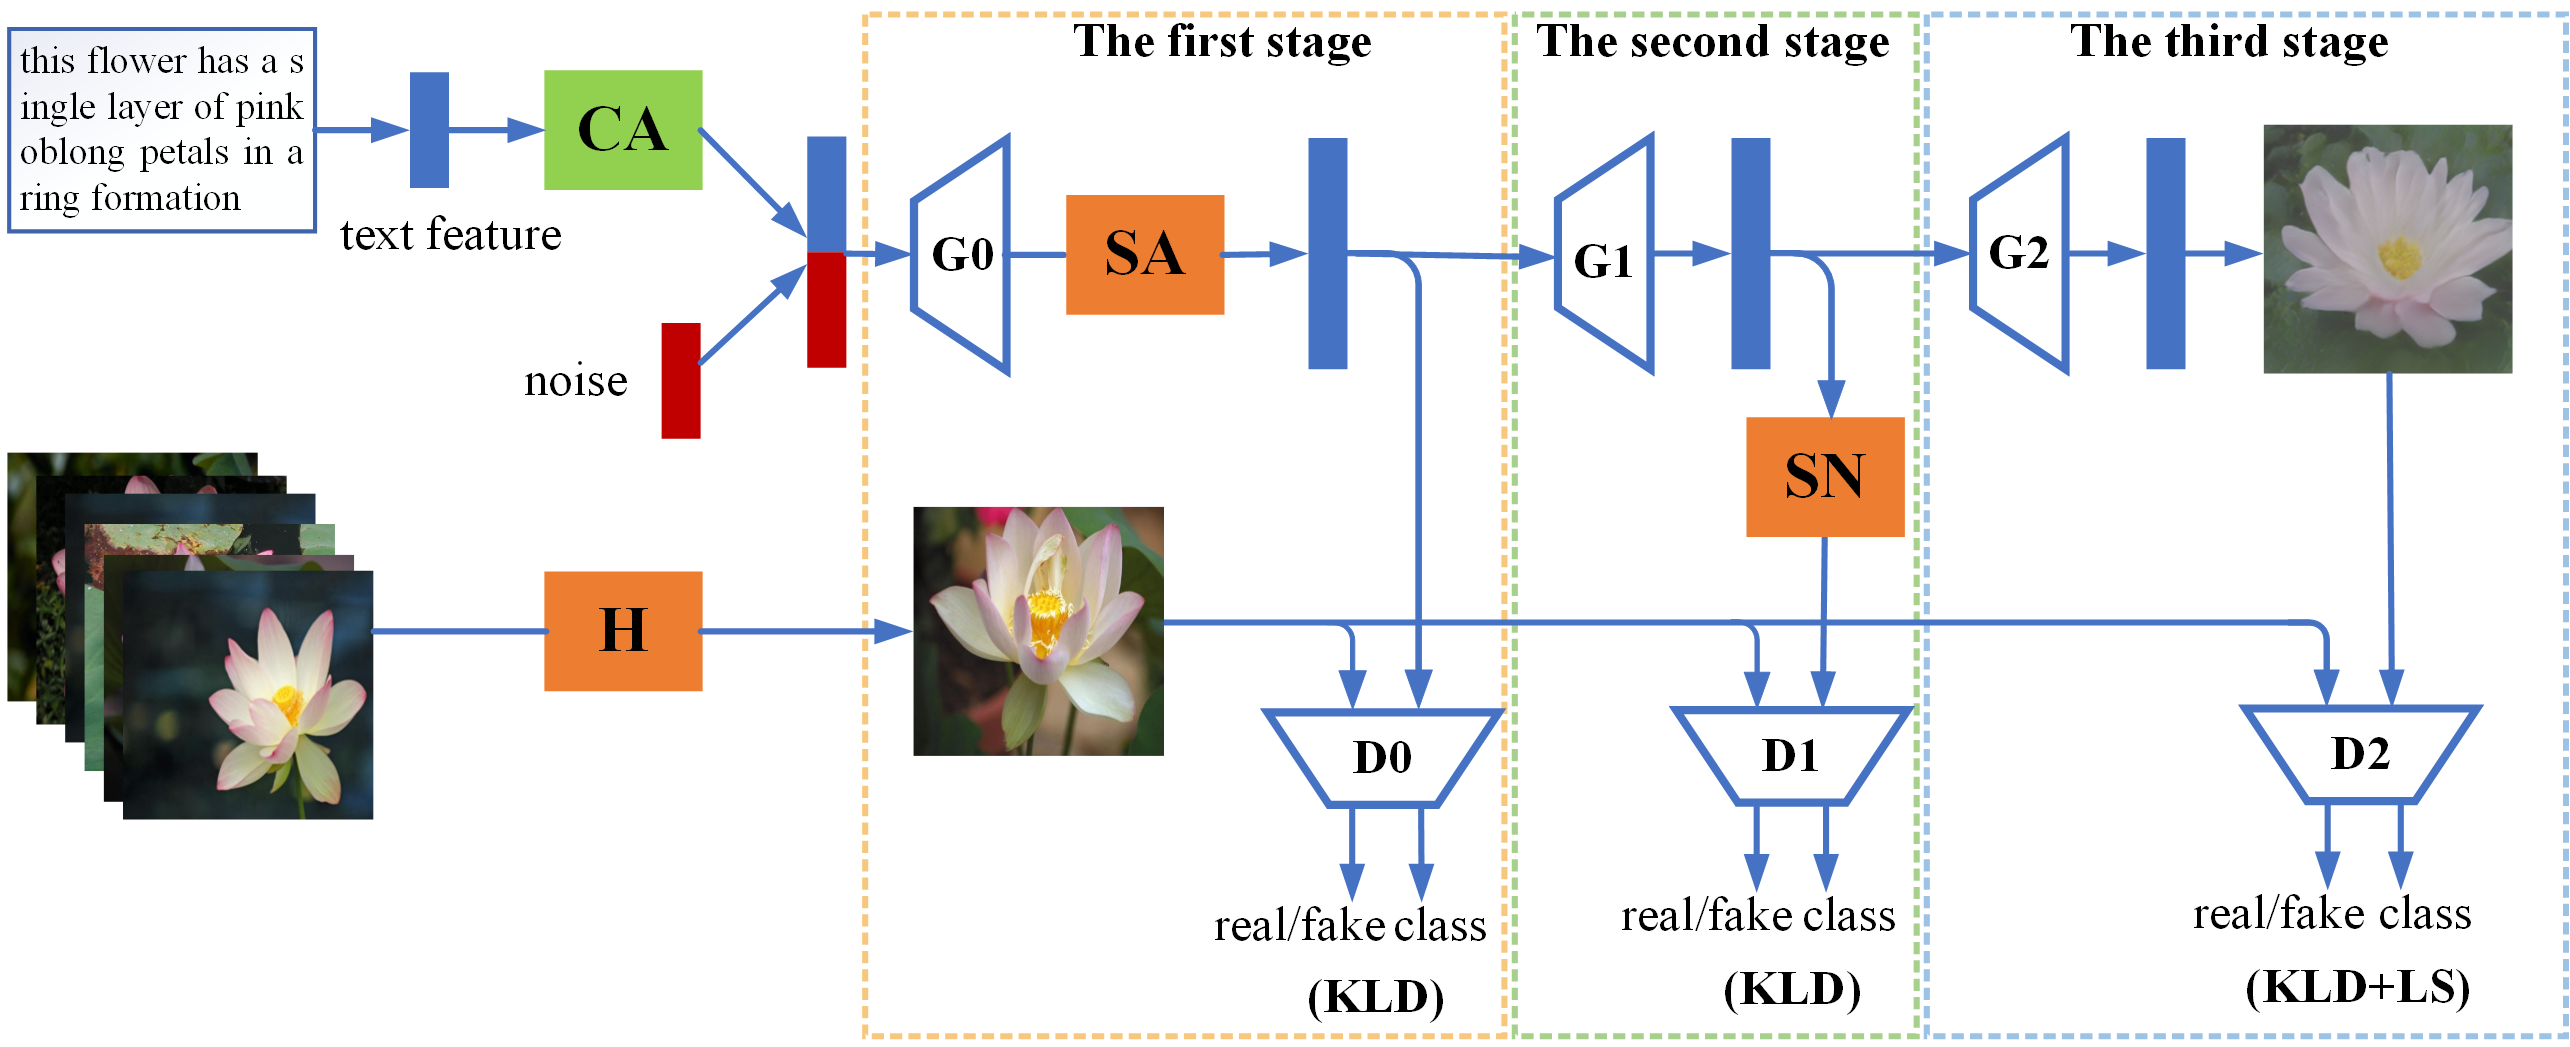 The first stage
The second stage
The third stage
this flower has a s
ingle layer of pink
oblong petals in a
ring formation
text feature
CA
noise
G0
SA
G1
G2
SN
H
D0
D1
D2
real/fake class
(KLD)
real/fake class
(KLD)
real/fake class
(KLD+LS)